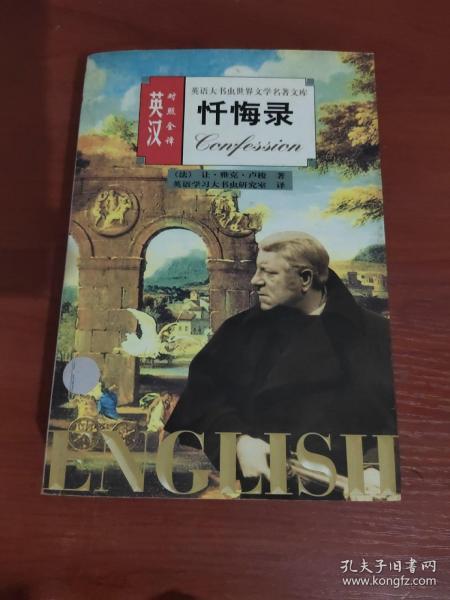 英语大书虫世界文学名著文库
英汉
对照全译
忏悔录
Confession
（法） 让·雅克·卢梭 著
英语学习大书虫研究室 译
ENGLISH
孔夫子旧书网
www.kongfz.com